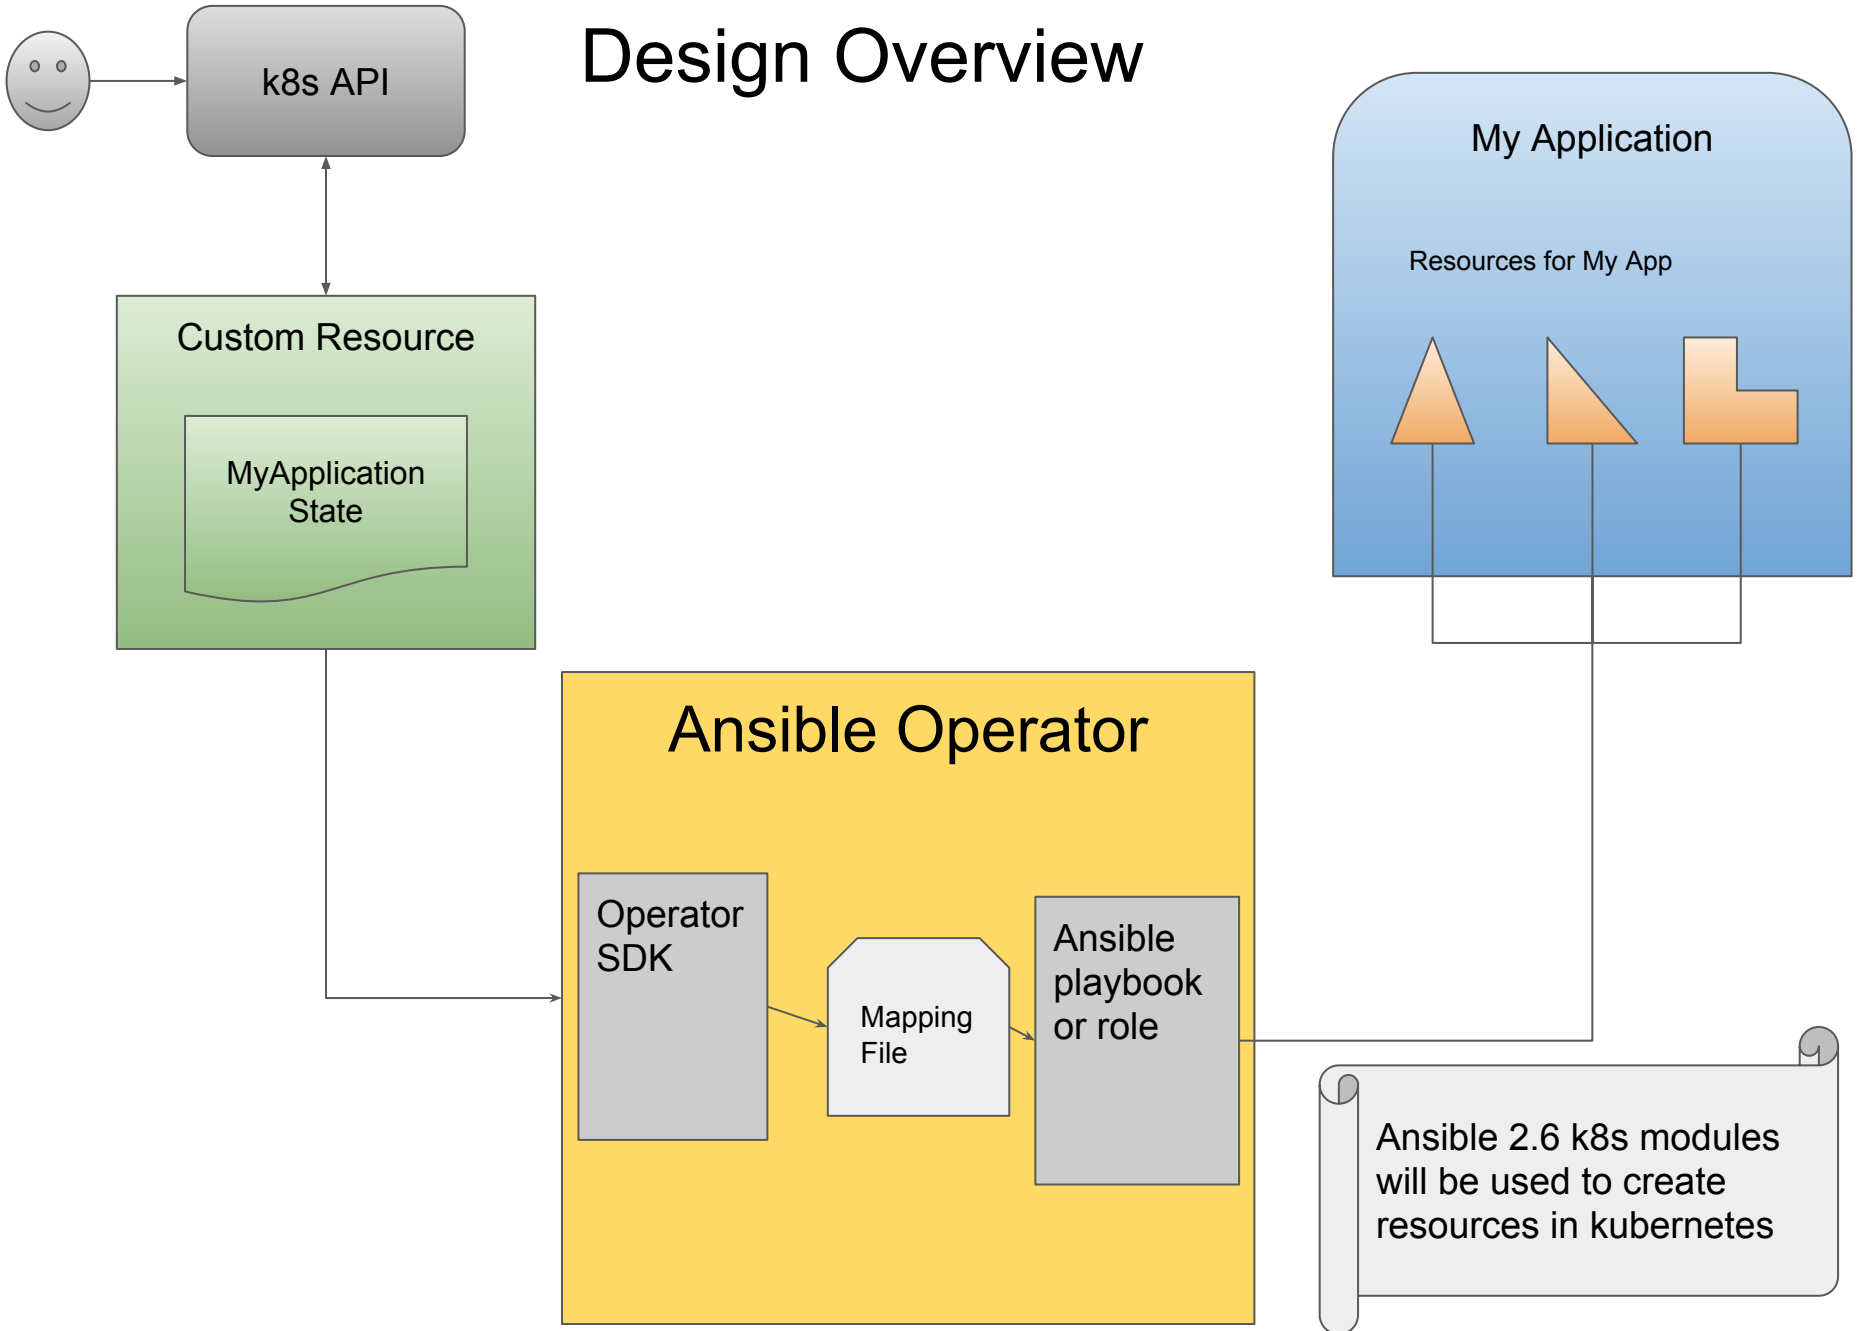 Design Overview
k8s API
My Application
Resources for My App
Custom Resource
MyApplication
State
Ansible Operator
Operator
SDK
Mapping
File
Ansible
playbook
or role
Ansible 2.6 k8s modules
will be used to create
resources in kubernetes